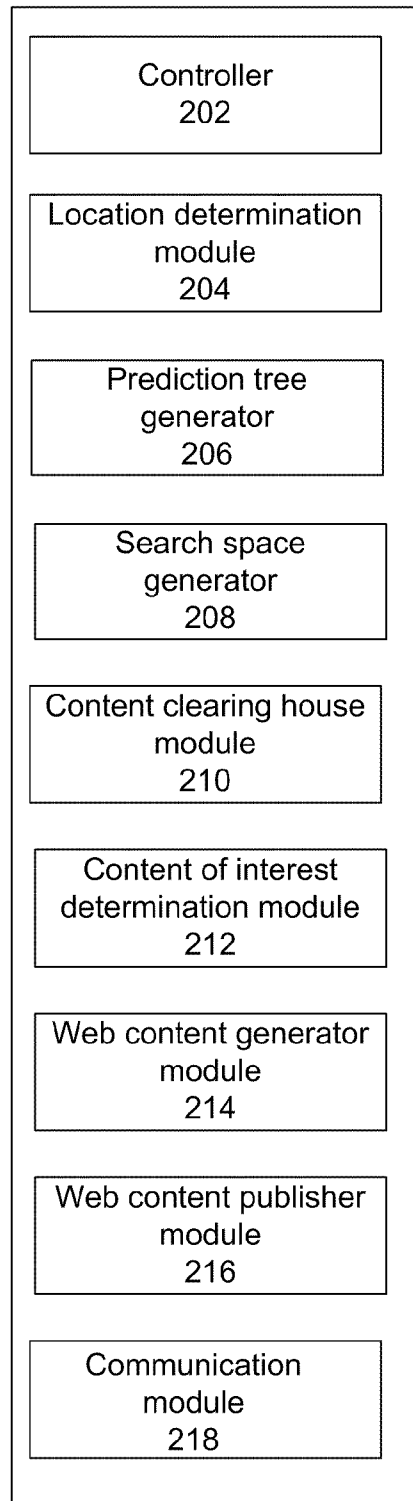 Controller
202
Location determination
module
204
Prediction tree
generator
206
Search space
generator
208
Content clearing house
module
210
Content of interest
determination module
212
Web content generator
module
214
Web content publisher
module
216
Communication
module
218